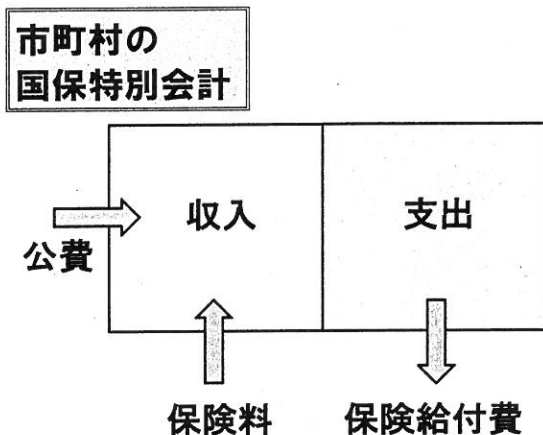 市町村の
国保特別会計
収入
支出
公費
保険料
保険給付費